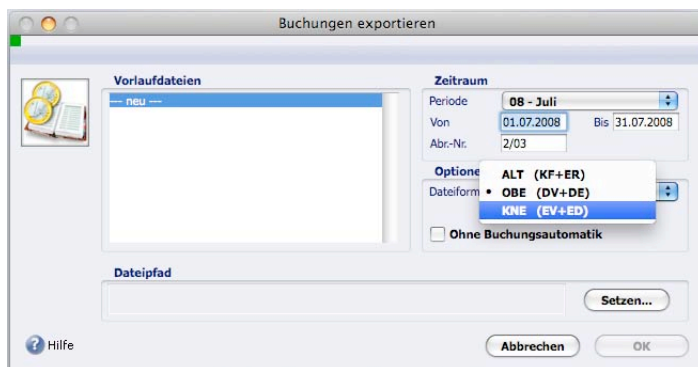 Buchungen exportieren
Vorlaufdateien
--- neu ---
Zeitraum
Periode 08 - Juli
Von 01.07.2008 Bis 31.07.2008
Abr.-Nr. 2/03
Optione
Dateiform
ALT (KF+ER)
• OBE (DV+DE)
KNE (EV+ED)
Ohne Buchungsautomatik
Dateipfad
Setzen...
? Hilfe
Abbrechen
OK